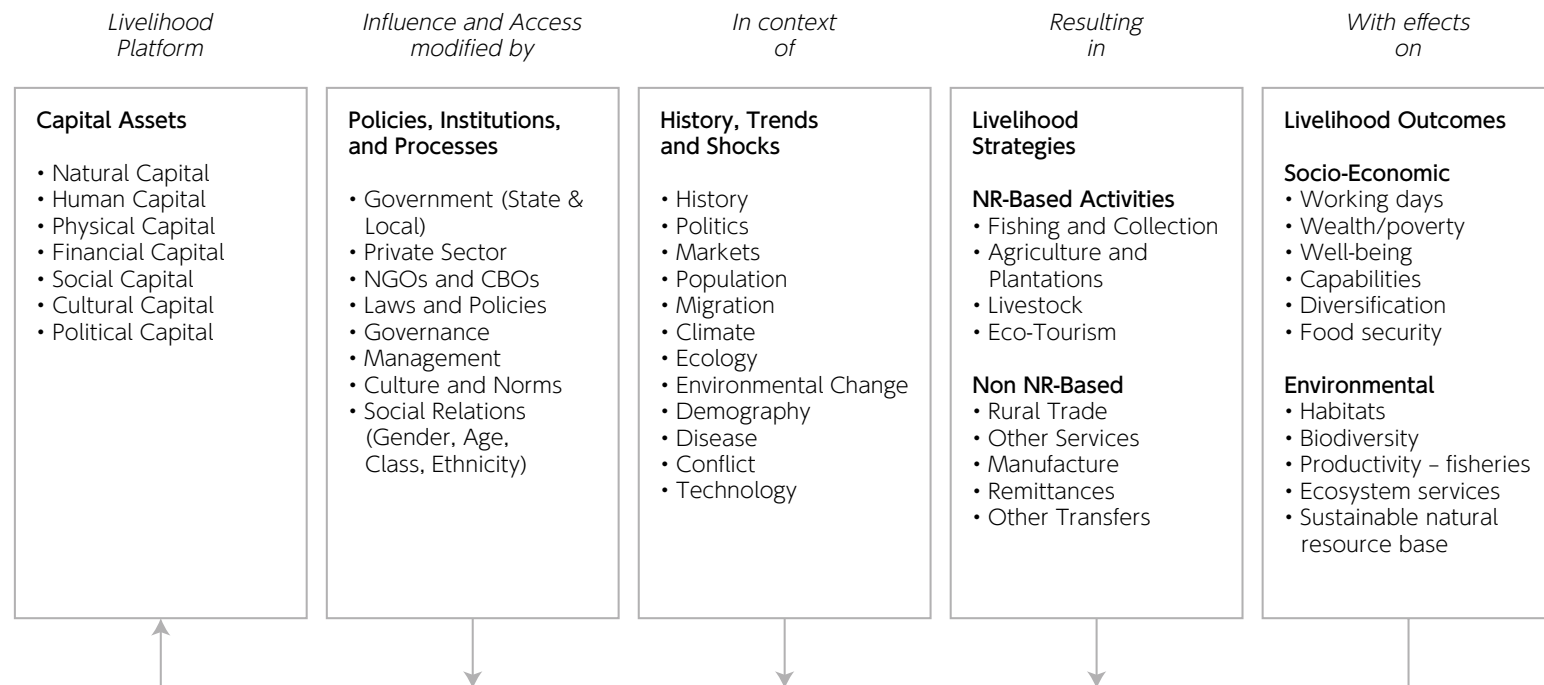 Livelihood
Platform
Influence and Access
modified by
In context
of
Resulting
in
With effects
on
Capital Assets
• Natural Capital
• Human Capital
• Physical Capital
• Financial Capital
• Social Capital
• Cultural Capital
• Political Capital
Policies, Institutions,
and Processes
• Government (State &
Local)
• Private Sector
• NGOs and CBOs
• Laws and Policies
• Governance
• Management
• Culture and Norms
• Social Relations
(Gender, Age,
Class, Ethnicity)
History, Trends
and Shocks
• History
• Politics
• Markets
• Population
• Migration
• Climate
• Ecology
• Environmental Change
• Demography
• Disease
• Conflict
• Technology
Livelihood
Strategies
NR-Based Activities
• Fishing and Collection
• Agriculture and
Plantations
• Livestock
• Eco-Tourism
Non NR-Based
• Rural Trade
• Other Services
• Manufacture
• Remittances
• Other Transfers
Livelihood Outcomes
Socio-Economic
• Working days
• Wealth/poverty
• Well-being
• Capabilities
• Diversification
• Food security
Environmental
• Habitats
• Biodiversity
• Productivity – fisheries
• Ecosystem services
• Sustainable natural
resource base